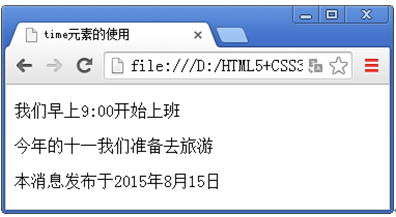 time元素的使用
file:///D:/HTML5+CSS3
我们早上9:00开始上班
今年的十一我们准备去旅游
本消息发布于2015年8月15日